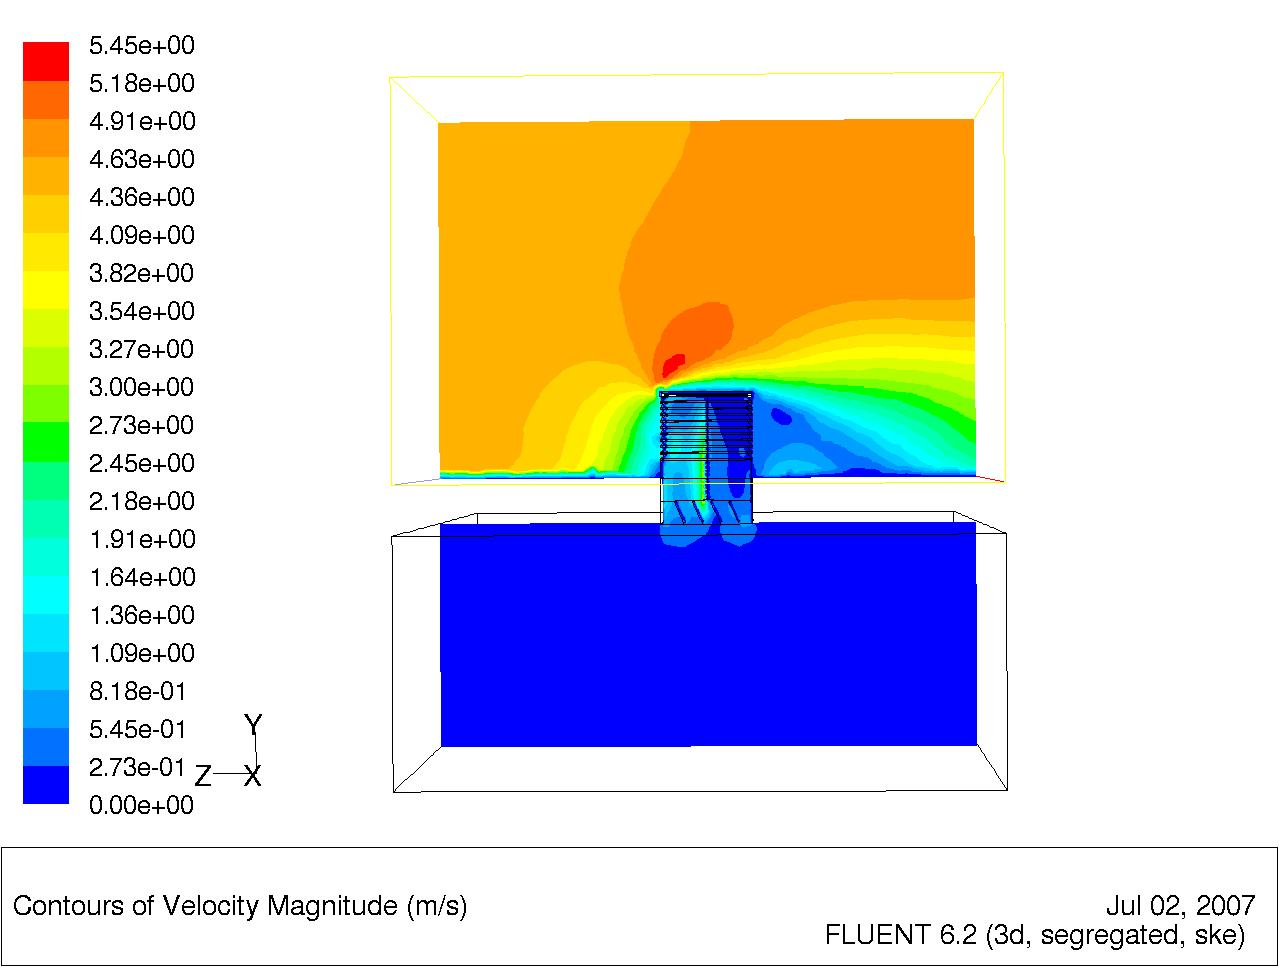 5.45e+00
5.18e+00
4.91e+00
4.63e+00
4.36e+00
4.09e+00
3.82e+00
3.54e+00
3.27e+00
3.00e+00
2.73e+00
2.45e+00
2.18e+00
1.91e+00
1.64e+00
1.36e+00
1.09e+00
8.18e-01
5.45e-01
2.73e-01
0.00e+00
Y
Z X
Contours of Velocity Magnitude (m/s)
Jul 02, 2007
FLUENT 6.2 (3d, segregated, ske)